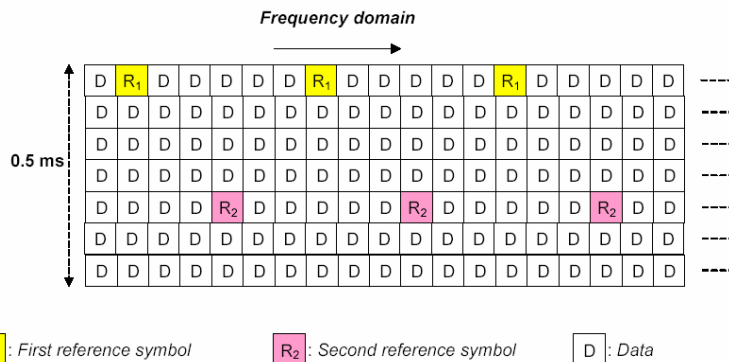 Frequency domain
D R₁ D D D D D R₁ D D D D D R₁ D D D D D
D D D D D D D D D D D D D D D D D D D
D D D D D D D D D D D D D D D D D D D
0.5 ms
D D D D D D D D D D D D D D D D D D D
D D D D R₂ D D D D D R₂ D D D D D R₂ D D
D D D D D D D D D D D D D D D D D D D
D D D D D D D D D D D D D D D D D D D
: First reference symbol R₂ : Second reference symbol D : Data